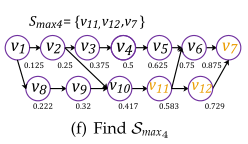 Smax4= {v11,v12,v7}
v1 v2 v3 v4 v5 v6 v7
0.125 0.25 0.375 0.5 0.625 0.75 0.875
v8 v9 v10 v11 v12
0.222 0.32 0.417 0.583 0.729
(f) Find Smax4